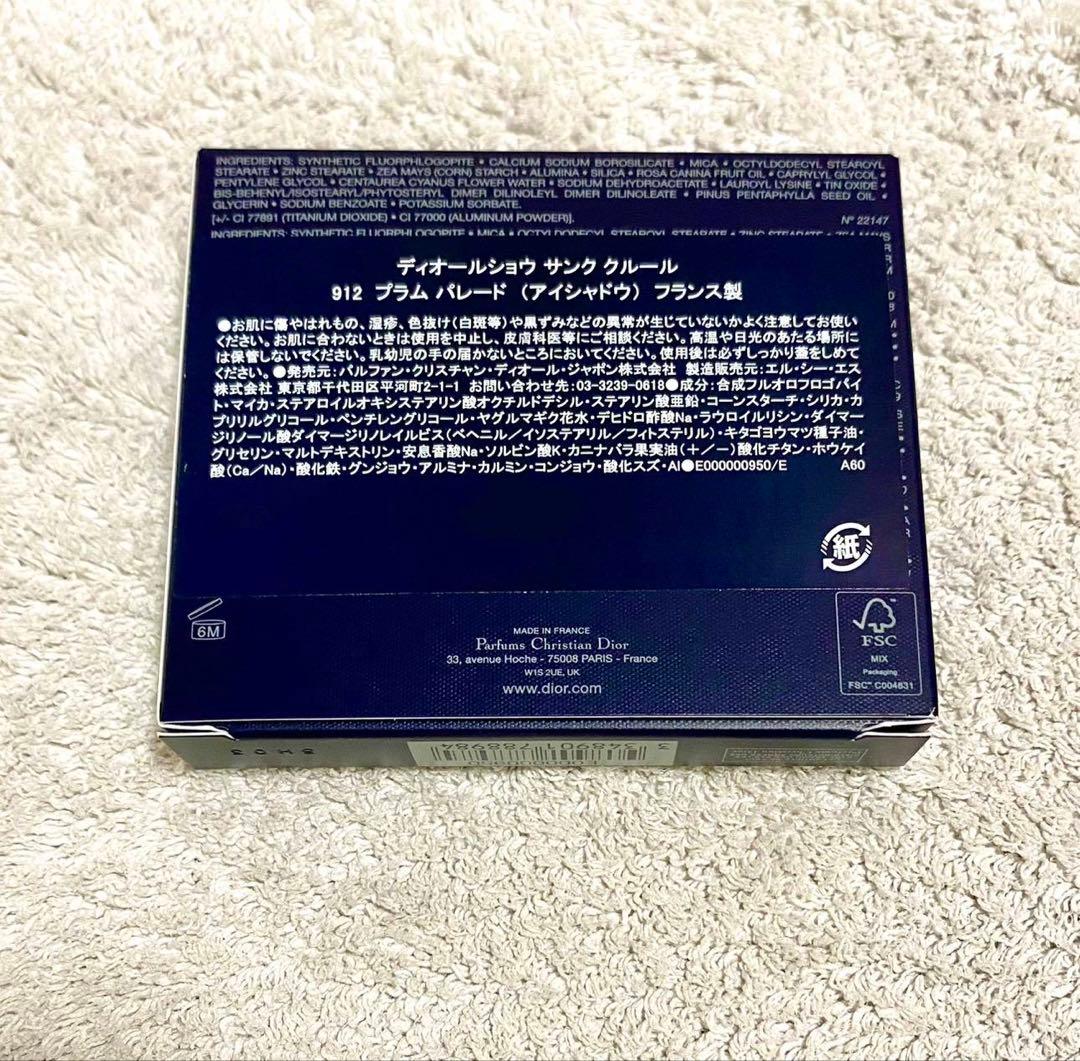 INGREDIENTS: SYNTHETIC FLUORPHLOGOPITE • CALCIUM SODIUM BOROSILICATE • MICA • OCTYLDODECYL STEAROYL
STEARATE • ZINC STEARATE • ZEA MAYS (CORN) STARCH • ALUMINA • SILICA • ROSA CANINA FRUIT OIL • CAPRYLYL GLYCOL •
PENTYLENE GLYCOL • CENTAUREA CYANUS FLOWER WATER • SODIUM DEHYDROACETATE • LAUROYL LYSINE • TIN OXIDE •
BIS-BEHENYL/ISOSTEARYL/PHYTOSTERYL DIMER DILINOLEYL DIMER DILINOLEATE • PINUS PENTAPHYLLA SEED OIL •
GLYCERIN • SODIUM BENZOATE • POTASSIUM SORBATE.
[+/- CI 77891 (TITANIUM DIOXIDE) • CI 77000 (ALUMINUM POWDER)]. N° 22147
INGREDIENTS: SYNTHETIC FLUORPHLOGOPITE • MICA • OCTYLDODECYL STEAROYL STEARATE • ZINC STEARATE • ZEA MAYS
ディオールショウ サンク クルール
912 プラム パレード (アイシャドウ) フランス製
●お肌に傷やはれもの、湿疹、色抜け(白斑等)や黒ずみなどの異常が生じていないかよく注意してお使い
ください。お肌に合わないときは使用を中止し、皮膚科医等にご相談ください。高温や日光のあたる場所に
は保管しないでください。乳幼児の手の届かないところにおいてください。使用後は必ずしっかり蓋をしめて
ください。●発売元:パルファン・クリスチャン・ディオール・ジャポン株式会社 製造販売元:エル・シー・エス
株式会社 東京都千代田区平河町2-1-1 お問い合わせ先:03-3239-0618●成分:合成フルオロフロゴパイ
ト・マイカ・ステアロイルオキシステアリン酸オクチルドデシル・ステアリン酸亜鉛・コーンスターチ・シリカ・カ
プリリルグリコール・ペンチレングリコール・ヤグルマギク花水・デヒドロ酢酸Na・ラウロイルリシン・ダイマー
ジリノール酸ダイマージリノレイルビス(ベヘニル/イソステアリル/フィトステリル)・キタゴヨウマツ種子油・
グリセリン・マルトデキストリン・安息香酸Na・ソルビン酸K・カニナバラ果実油(+/-)酸化チタン・ホウケイ
酸(Ca/Na)・酸化鉄・グンジョウ・アルミナ・カルミン・コンジョウ・酸化スズ・Al●E000000950/E A60
紙
6M
MADE IN FRANCE
Parfums Christian Dior
33, avenue Hoche - 75008 PARIS - France
W1S 2UE, UK
www.dior.com
FSC
MIX
Packaging
FSC™ C004631
3 348901 788984